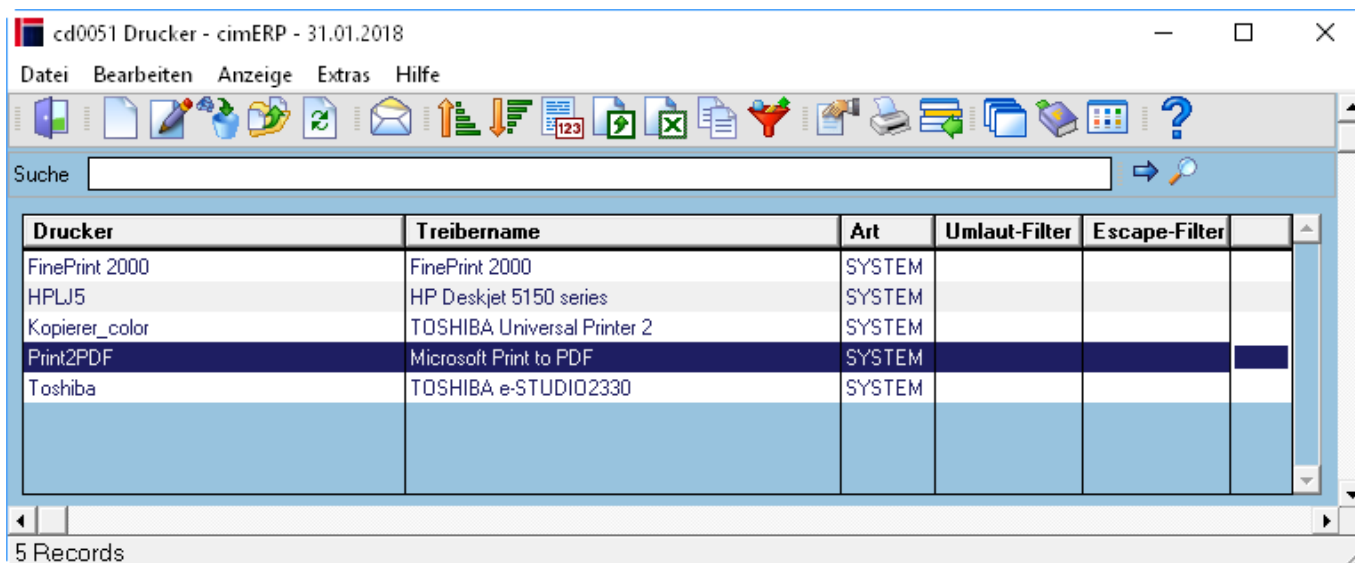 cd0051 Drucker - cimERP - 31.01.2018
Datei Bearbeiten Anzeige Extras Hilfe
123
Suche
Drucker Treibername Art Umlaut-Filter Escape-Filter
FinePrint 2000 FinePrint 2000 SYSTEM
HPLJ5 HP Deskjet 5150 series SYSTEM
Kopierer_color TOSHIBA Universal Printer 2 SYSTEM
Print2PDF Microsoft Print to PDF SYSTEM
Toshiba TOSHIBA e-STUDIO2330 SYSTEM
5 Records